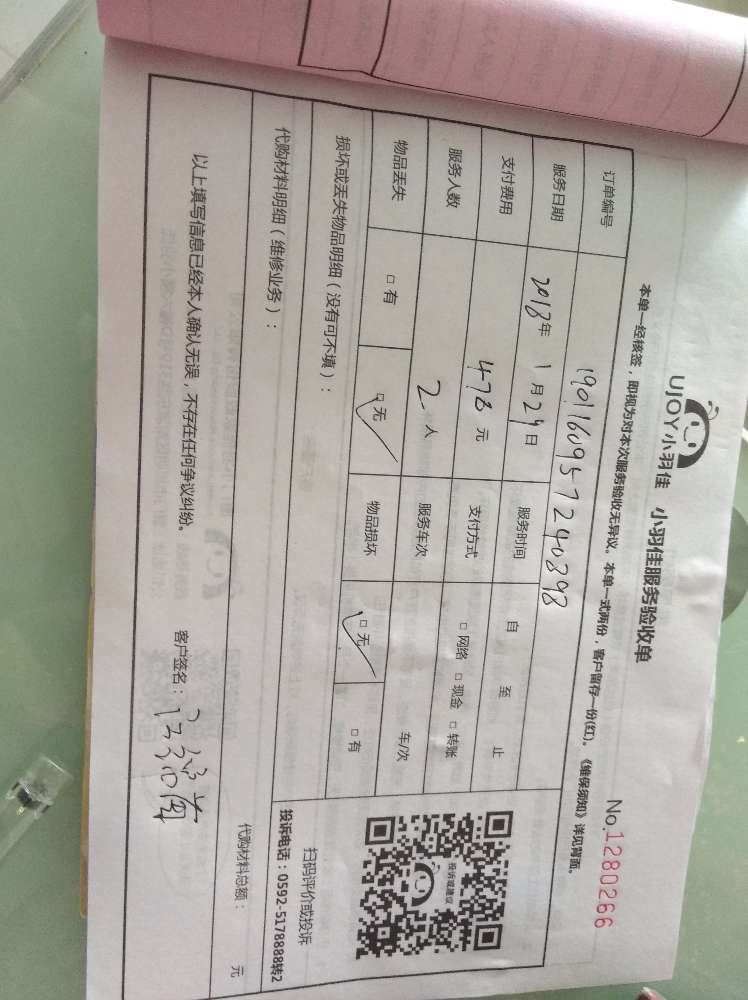 UJOY小羽佳 小羽佳服务验收单
No.1280266
本单一经核签，即视为对本次服务验收无异议。本单一式两份，客户留存一份(红)。《维保须知》详见背面。
订单编号 1901160957240398
服务日期 2018年 1月29日 服务时间 自 至 止
支付费用 478元 支付方式 □网络 □现金 □转账
服务人数 2人 服务车次 车/次
物品丢失 □有 □无 物品损坏 □无 □有
投诉或建议
扫码评价或投诉
投诉电话：0592-5178888转2
损坏或丢失物品明细（没有可不填）：
代购材料明细（维修业务）：
代购材料总额： 元
以上填写信息已经本人确认无误，不存在任何争议纠纷。 客户签名：